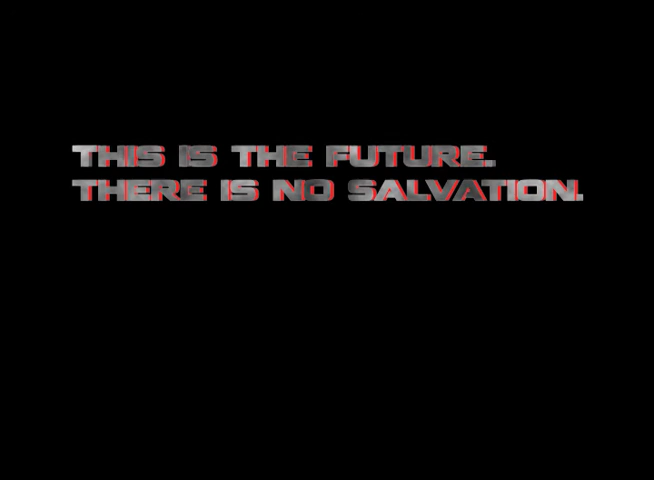 THIS IS THE FUTURE.
THERE IS NO SALVATION.